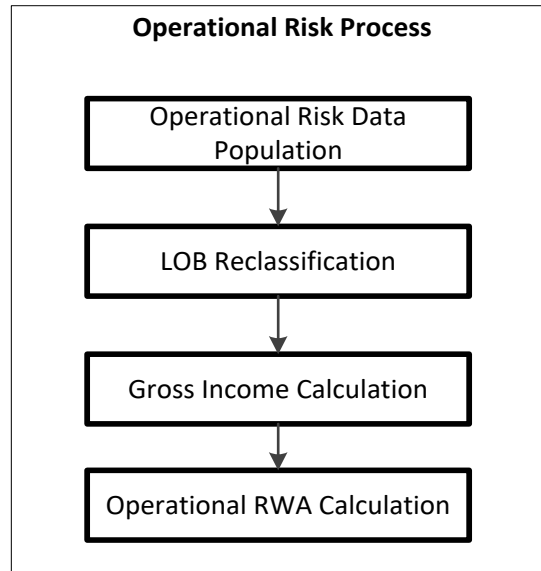 Operational Risk Process
Operational Risk Data
Population
LOB Reclassification
Gross Income Calculation
Operational RWA Calculation